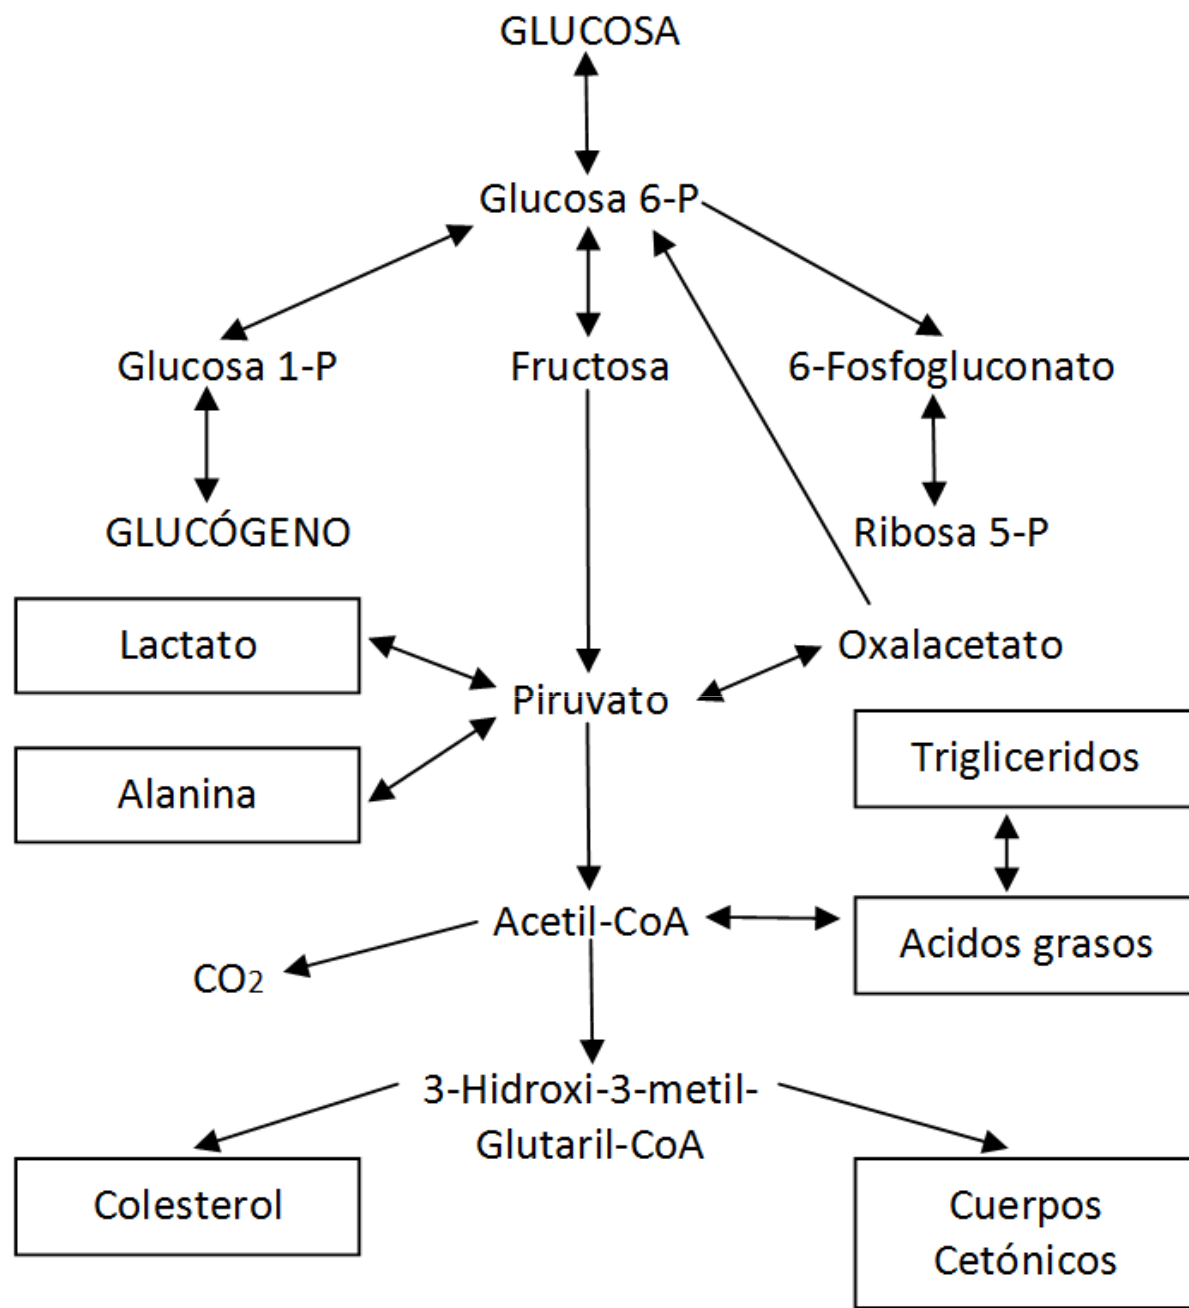 GLUCOSA
Glucosa 6-P
Glucosa 1-P
Fructosa
6-Fosfogluconato
GLUCÓGENO
Ribosa 5-P
Lactato
Oxalacetato
Piruvato
Alanina
Trigliceridos
Acetil-CoA
Acidos grasos
CO2
3-Hidroxi-3-metil-
Glutaril-CoA
Colesterol
Cuerpos
Cetónicos